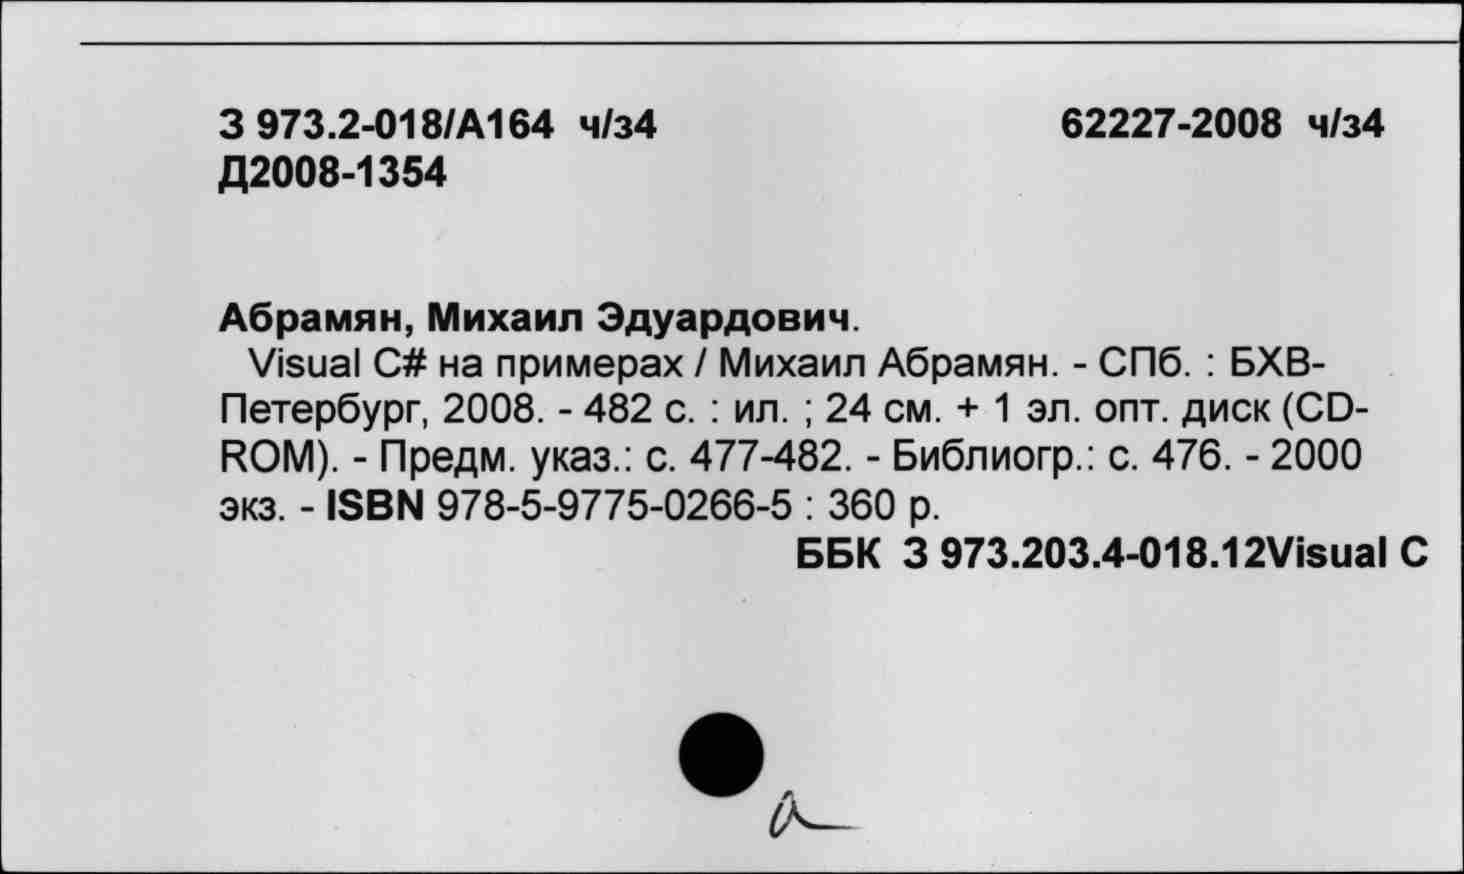 З 973.2-018/А164 ч/з4 62227-2008 ч/з4
Д2008-1354
Абрамян, Михаил Эдуардович.
Visual C# на примерах / Михаил Абрамян. - СПб. : БХВ-
Петербург, 2008. - 482 с. : ил. ; 24 см. + 1 эл. опт. диск (CD-
ROM). - Предм. указ.: с. 477-482. - Библиогр.: с. 476. - 2000
экз. - ISBN 978-5-9775-0266-5 : 360 р.
ББК З 973.203.4-018.12Visual C
а